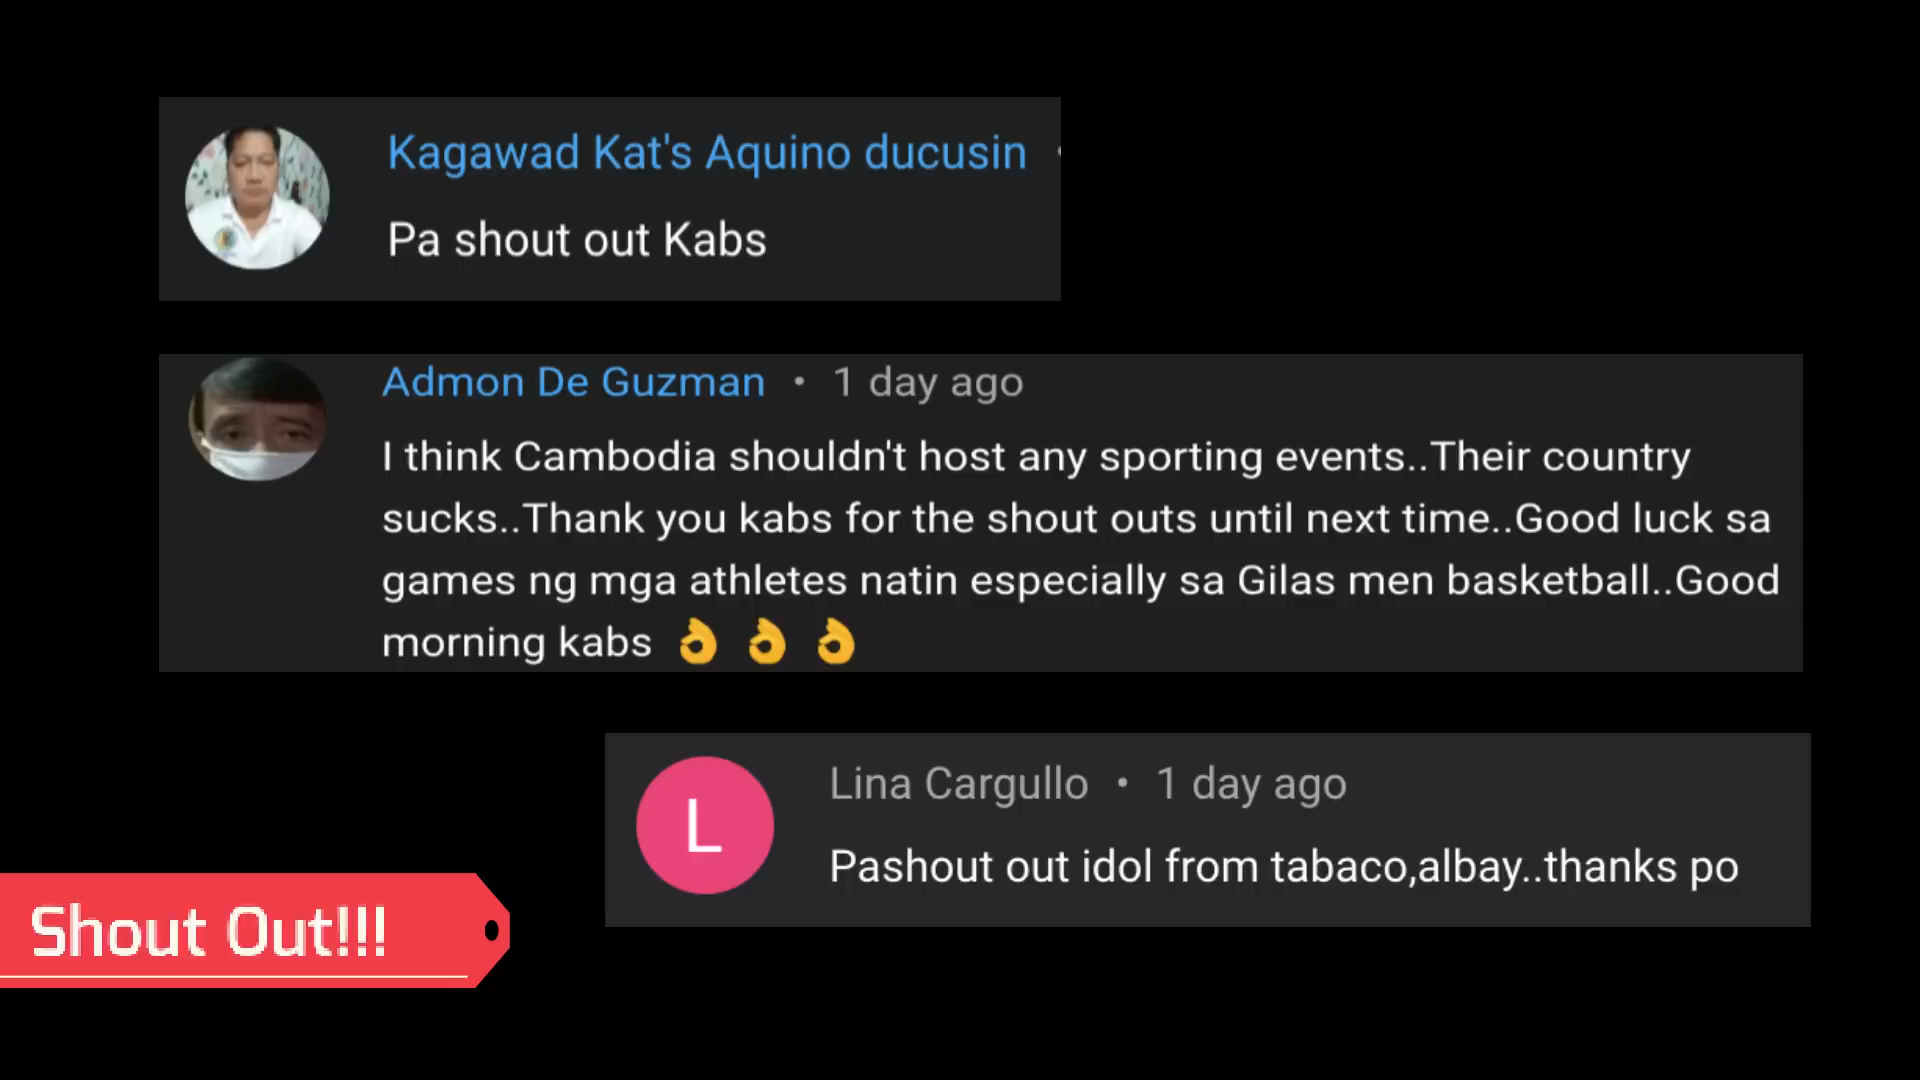 Kagawad Kat's Aquino ducusin
Pa shout out Kabs
Admon De Guzman • 1 day ago
I think Cambodia shouldn't host any sporting events..Their country
sucks..Thank you kabs for the shout outs until next time..Good luck sa
games ng mga athletes natin especially sa Gilas men basketball..Good
morning kabs 👌 👌 👌
Lina Cargullo • 1 day ago
L
Pashout out idol from tabaco,albay..thanks po
Shout Out!!!